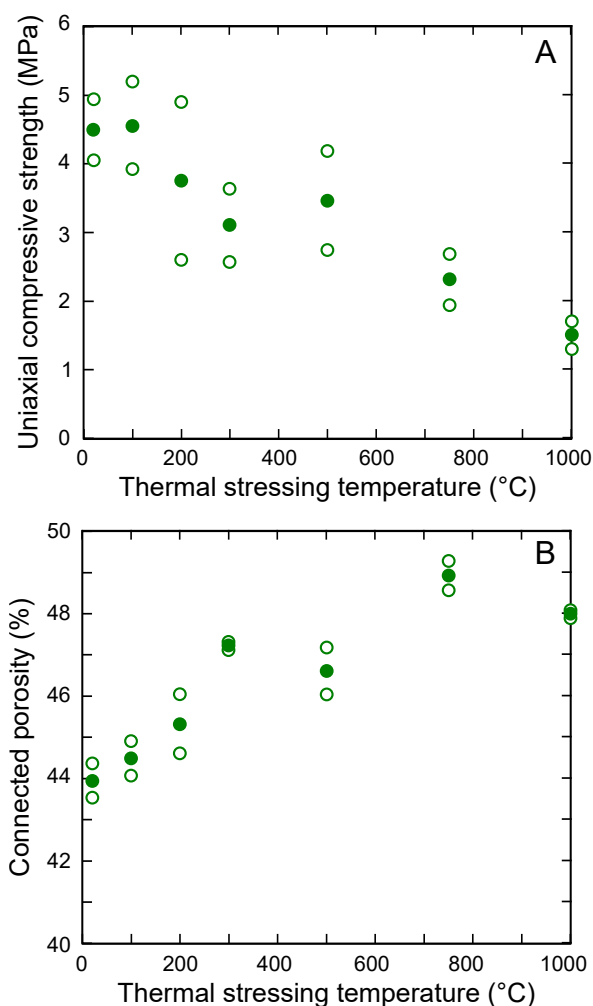 A
Uniaxial compressive strength (MPa)
6
5
4
3
2
1
0
0 200 400 600 800 1000
Thermal stressing temperature (°C)
B
Connected porosity (%)
50
48
46
44
42
40
0 200 400 600 800 1000
Thermal stressing temperature (°C)